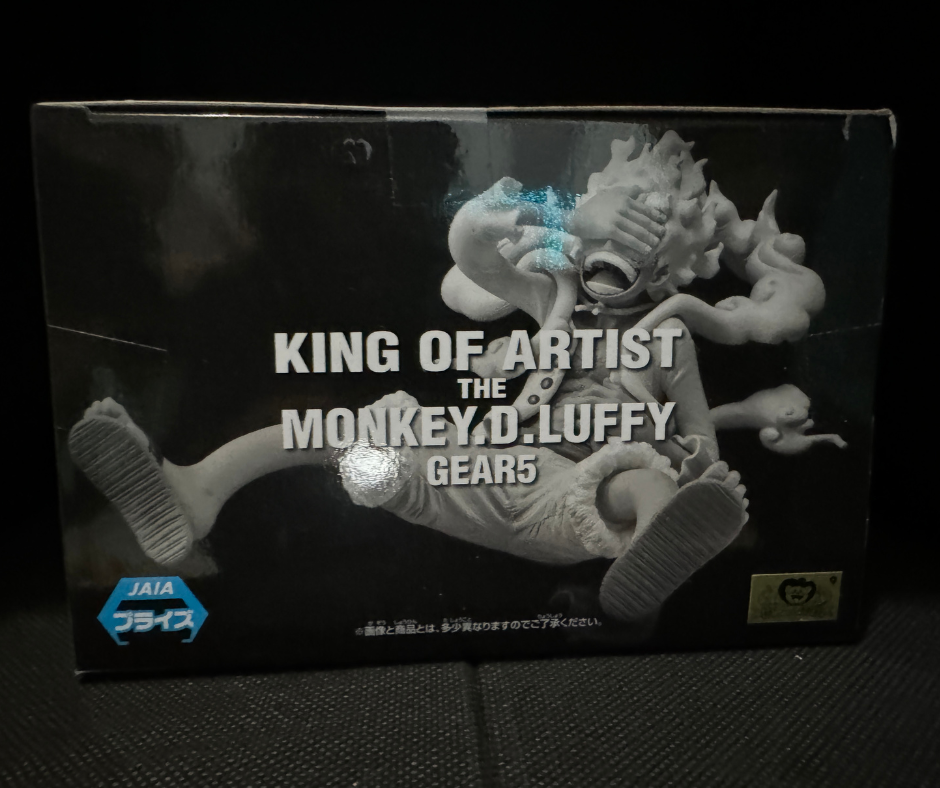 KING OF ARTIST
THE
MONKEY.D.LUFFY
GEAR5
JAIA
プライズ
※画像と商品とは、多少異なりますのでご了承ください。